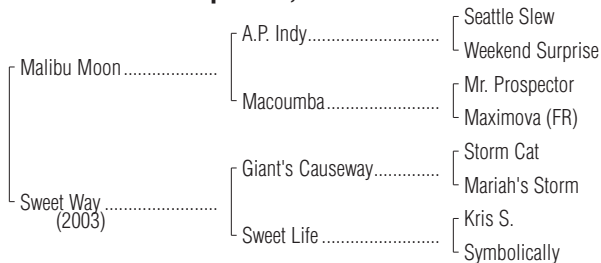 Seattle Slew
A.P. Indy
Weekend Surprise
Malibu Moon
Mr. Prospector
Macoumba
Maximova (FR)
Storm Cat
Giant's Causeway
Mariah's Storm
Sweet Way
(2003)
Kris S.
Sweet Life
Symbolically